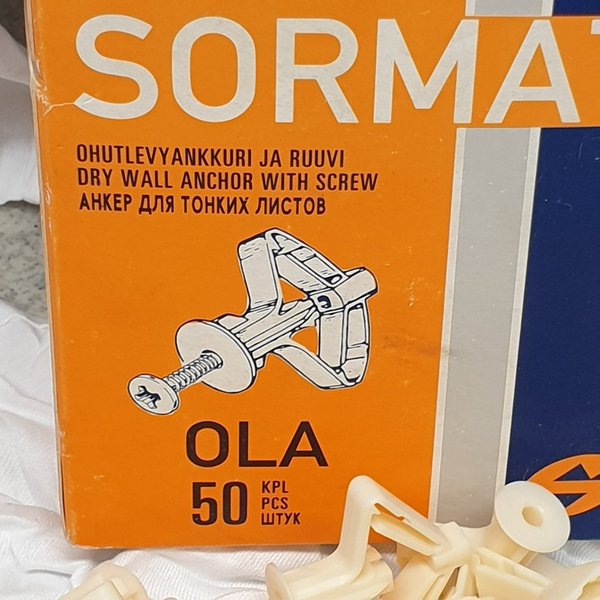 SORMAT
OHUTLEVYANKKURI JA RUUVI
DRY WALL ANCHOR WITH SCREW
АНКЕР ДЛЯ ТОНКИХ ЛИСТОВ
OLA
50 KPL
PCS
ШТУК